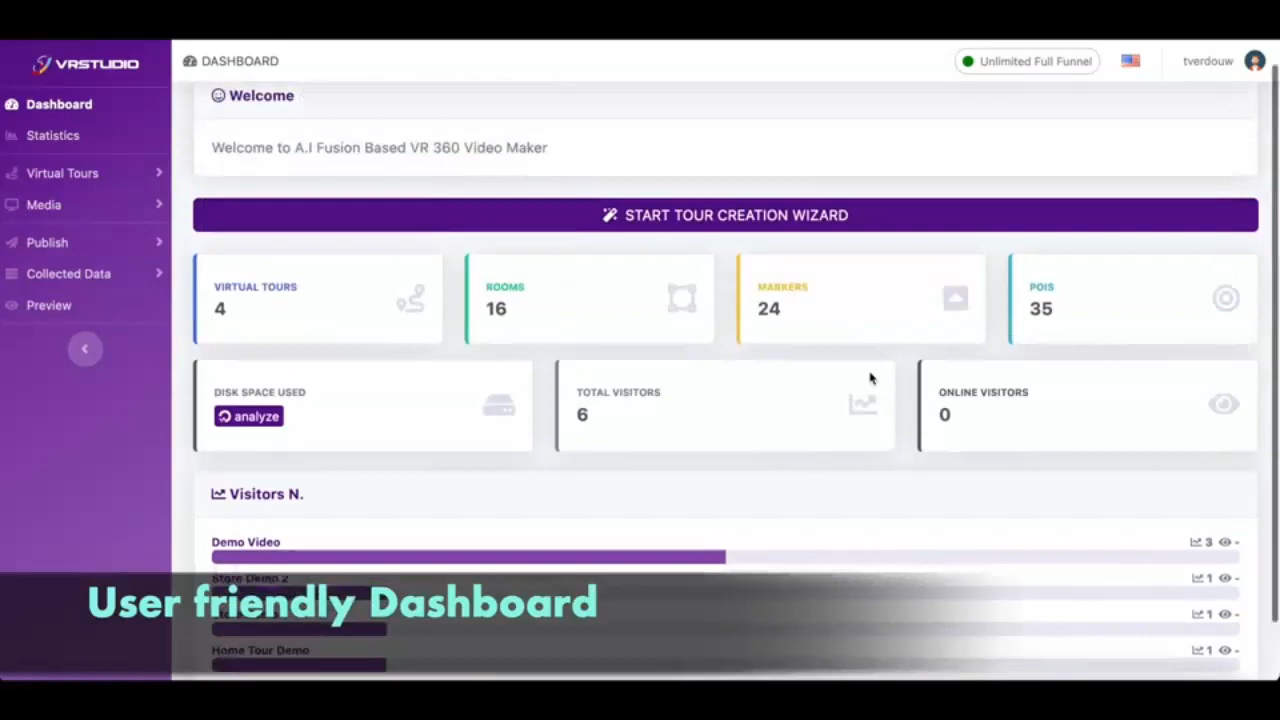 VRSTUDIO
DASHBOARD
Unlimited Full Funnel
tverdouw
Dashboard
Statistics
Virtual Tours
Media
Publish
Collected Data
Preview
Welcome
Welcome to A.I Fusion Based VR 360 Video Maker
START TOUR CREATION WIZARD
VIRTUAL TOURS
4
ROOMS
16
MARKERS
24
POIS
35
DISK SPACE USED
analyze
TOTAL VISITORS
6
ONLINE VISITORS
0
Visitors N.
Demo Video
3 -
Store Demo 2
1 -
1 -
Home Tour Demo
1 -
User friendly Dashboard